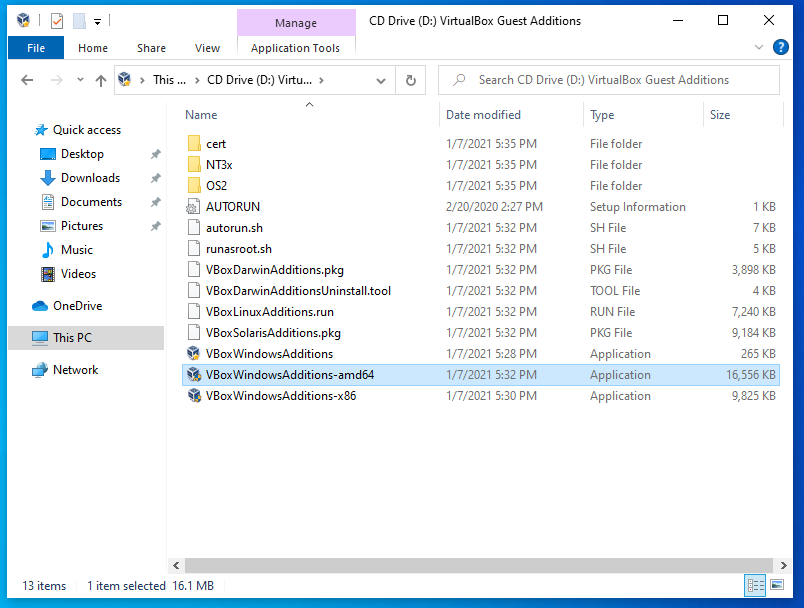 Manage
CD Drive (D:) VirtualBox Guest Additions
File Home Share View Application Tools
This ... CD Drive (D:) Virtu... Search CD Drive (D:) VirtualBox Guest Additions
Name Date modified Type Size
Quick access
Desktop
Downloads
Documents
Pictures
Music
Videos
OneDrive
This PC
Network
cert 1/7/2021 5:35 PM File folder
NT3x 1/7/2021 5:35 PM File folder
OS2 1/7/2021 5:35 PM File folder
AUTORUN 2/20/2020 2:27 PM Setup Information 1 KB
autorun.sh 1/7/2021 5:32 PM SH File 7 KB
runasroot.sh 1/7/2021 5:32 PM SH File 5 KB
VBoxDarwinAdditions.pkg 1/7/2021 5:32 PM PKG File 3,898 KB
VBoxDarwinAdditionsUninstall.tool 1/7/2021 5:32 PM TOOL File 4 KB
VBoxLinuxAdditions.run 1/7/2021 5:32 PM RUN File 7,240 KB
VBoxSolarisAdditions.pkg 1/7/2021 5:32 PM PKG File 9,184 KB
VBoxWindowsAdditions 1/7/2021 5:28 PM Application 265 KB
VBoxWindowsAdditions-amd64 1/7/2021 5:32 PM Application 16,556 KB
VBoxWindowsAdditions-x86 1/7/2021 5:30 PM Application 9,825 KB
13 items 1 item selected 16.1 MB